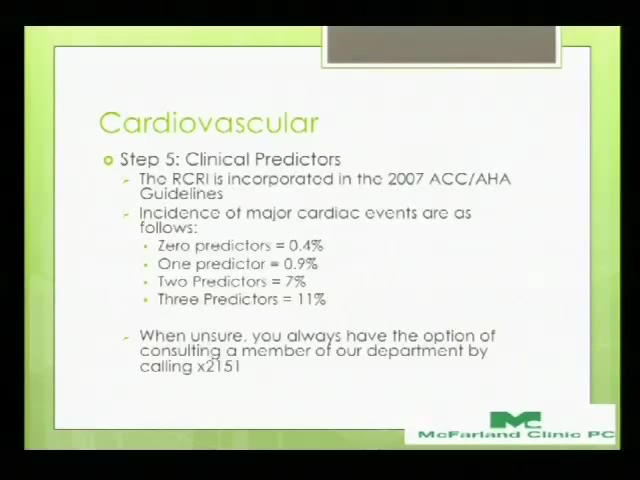 Cardiovascular
Step 5: Clinical Predictors
The RCRI is incorporated in the 2007 ACC/AHA
Guidelines
Incidence of major cardiac events are as
follows:
Zero predictors = 0.4%
One predictor = 0.9%
Two Predictors = 7%
Three Predictors = 11%
When unsure, you always have the option of
consulting a member of our department by
calling x2151
MC
McFarland Clinic PC